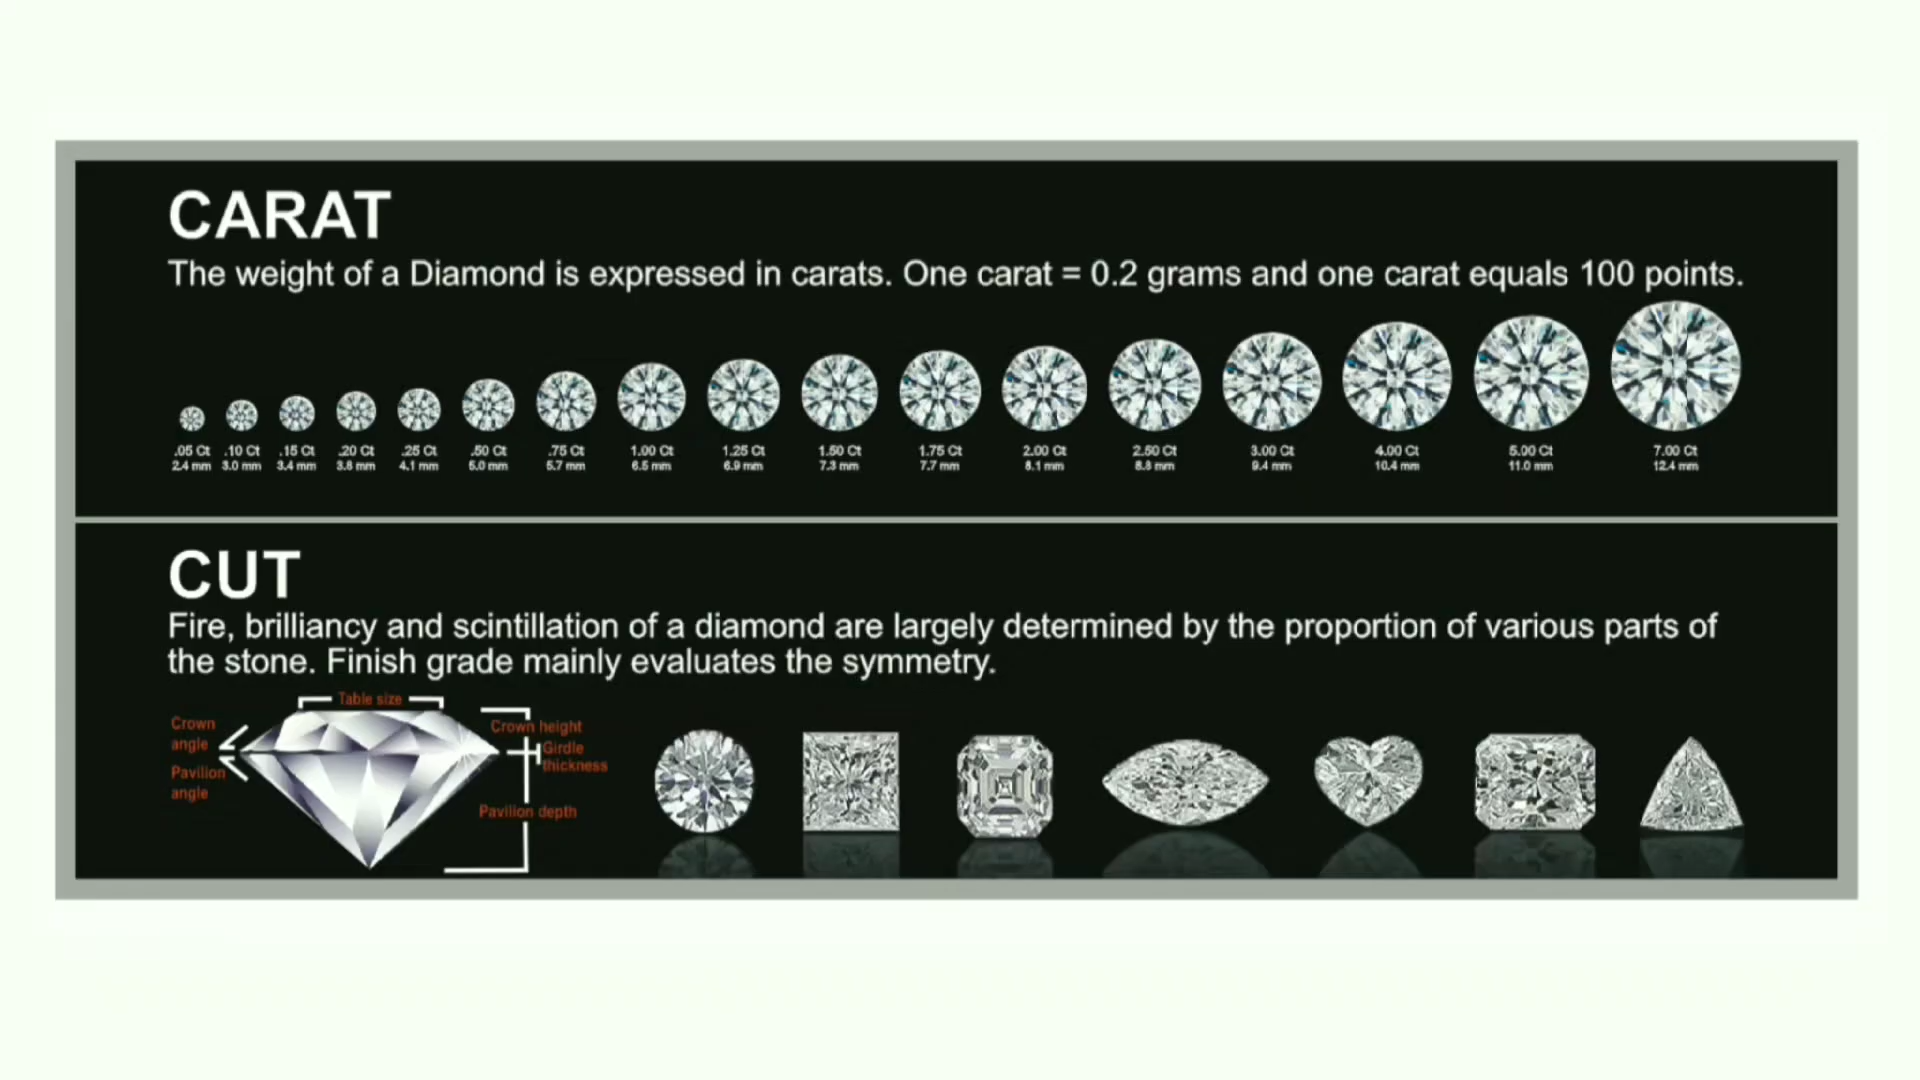 CARAT
The weight of a Diamond is expressed in carats. One carat = 0.2 grams and one carat equals 100 points.
.05 Ct .10 Ct .15 Ct .20 Ct .25 Ct .50 Ct .75 Ct 1.00 Ct 1.25 Ct 1.50 Ct 1.75 Ct 2.00 Ct 2.50 Ct 3.00 Ct 4.00 Ct 5.00 Ct 7.00 Ct
2.4 mm 3.0 mm 3.4 mm 3.8 mm 4.1 mm 5.0 mm 5.7 mm 6.5 mm 6.9 mm 7.3 mm 7.7 mm 8.1 mm 8.8 mm 9.4 mm 10.4 mm 11.0 mm 12.4 mm
CUT
Fire, brilliancy and scintillation of a diamond are largely determined by the proportion of various parts of
the stone. Finish grade mainly evaluates the symmetry.
Table size
Crown
angle
Pavilion
angle
Crown height
Girdle
thickness
Pavilion depth